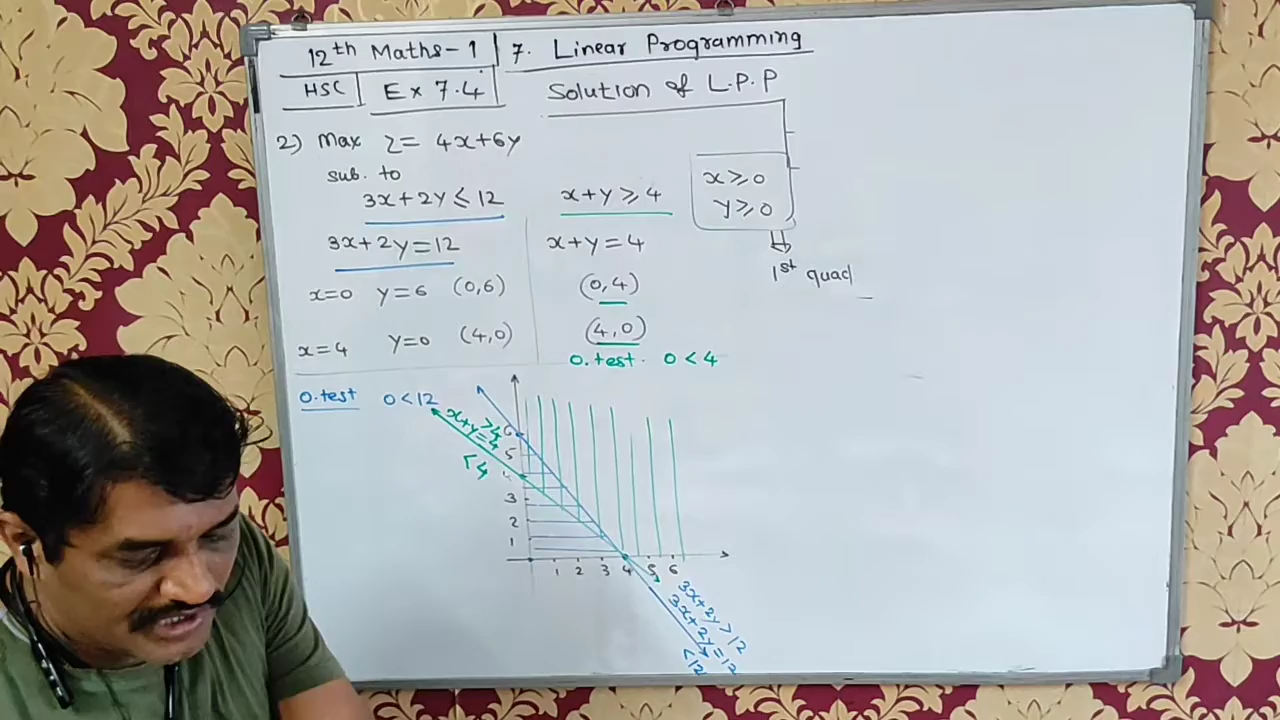 12th Maths-1 7. Linear Programming
HSC Ex 7.4 Solution of L.P.P
2) Max z = 4x+6y
sub. to
3x+2y ≤ 12 x+y ≥ 4 x ≥ 0
y ≥ 0
3x+2y=12 x+y=4
1st quad
x=0 y=6 (0,6) (0,4)
x=4 y=0 (4,0) (4,0)
0.test. 0<4
0.test 0<12
x+y >4
x+y=4
<4
6
5
4
3
2
1
1 2 3 4 5 6
3x+2y>12
3x+2y=12
<12